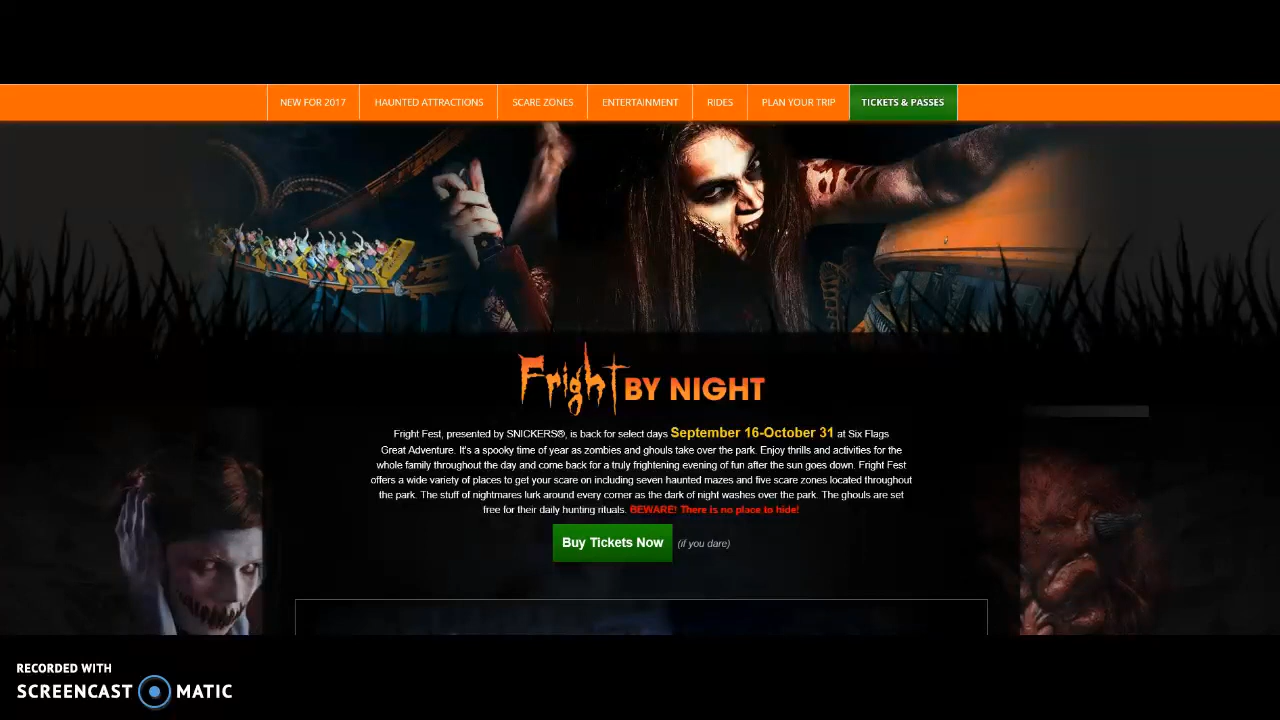 NEW FOR 2017
HAUNTED ATTRACTIONS
SCARE ZONES
ENTERTAINMENT
RIDES
PLAN YOUR TRIP
TICKETS & PASSES
Fright BY NIGHT
Fright Fest, presented by SNICKERS®, is back for select days September 16-October 31 at Six Flags
Great Adventure. It's a spooky time of year as zombies and ghouls take over the park. Enjoy thrills and activities for the
whole family throughout the day and come back for a truly frightening evening of fun after the sun goes down. Fright Fest
offers a wide variety of places to get your scare on including seven haunted mazes and five scare zones located throughout
the park. The stuff of nightmares lurk around every corner as the dark of night washes over the park. The ghouls are set
free for their daily hunting rituals. BEWARE! There is no place to hide!
Buy Tickets Now (if you dare)
RECORDED WITH
SCREENCAST MATIC